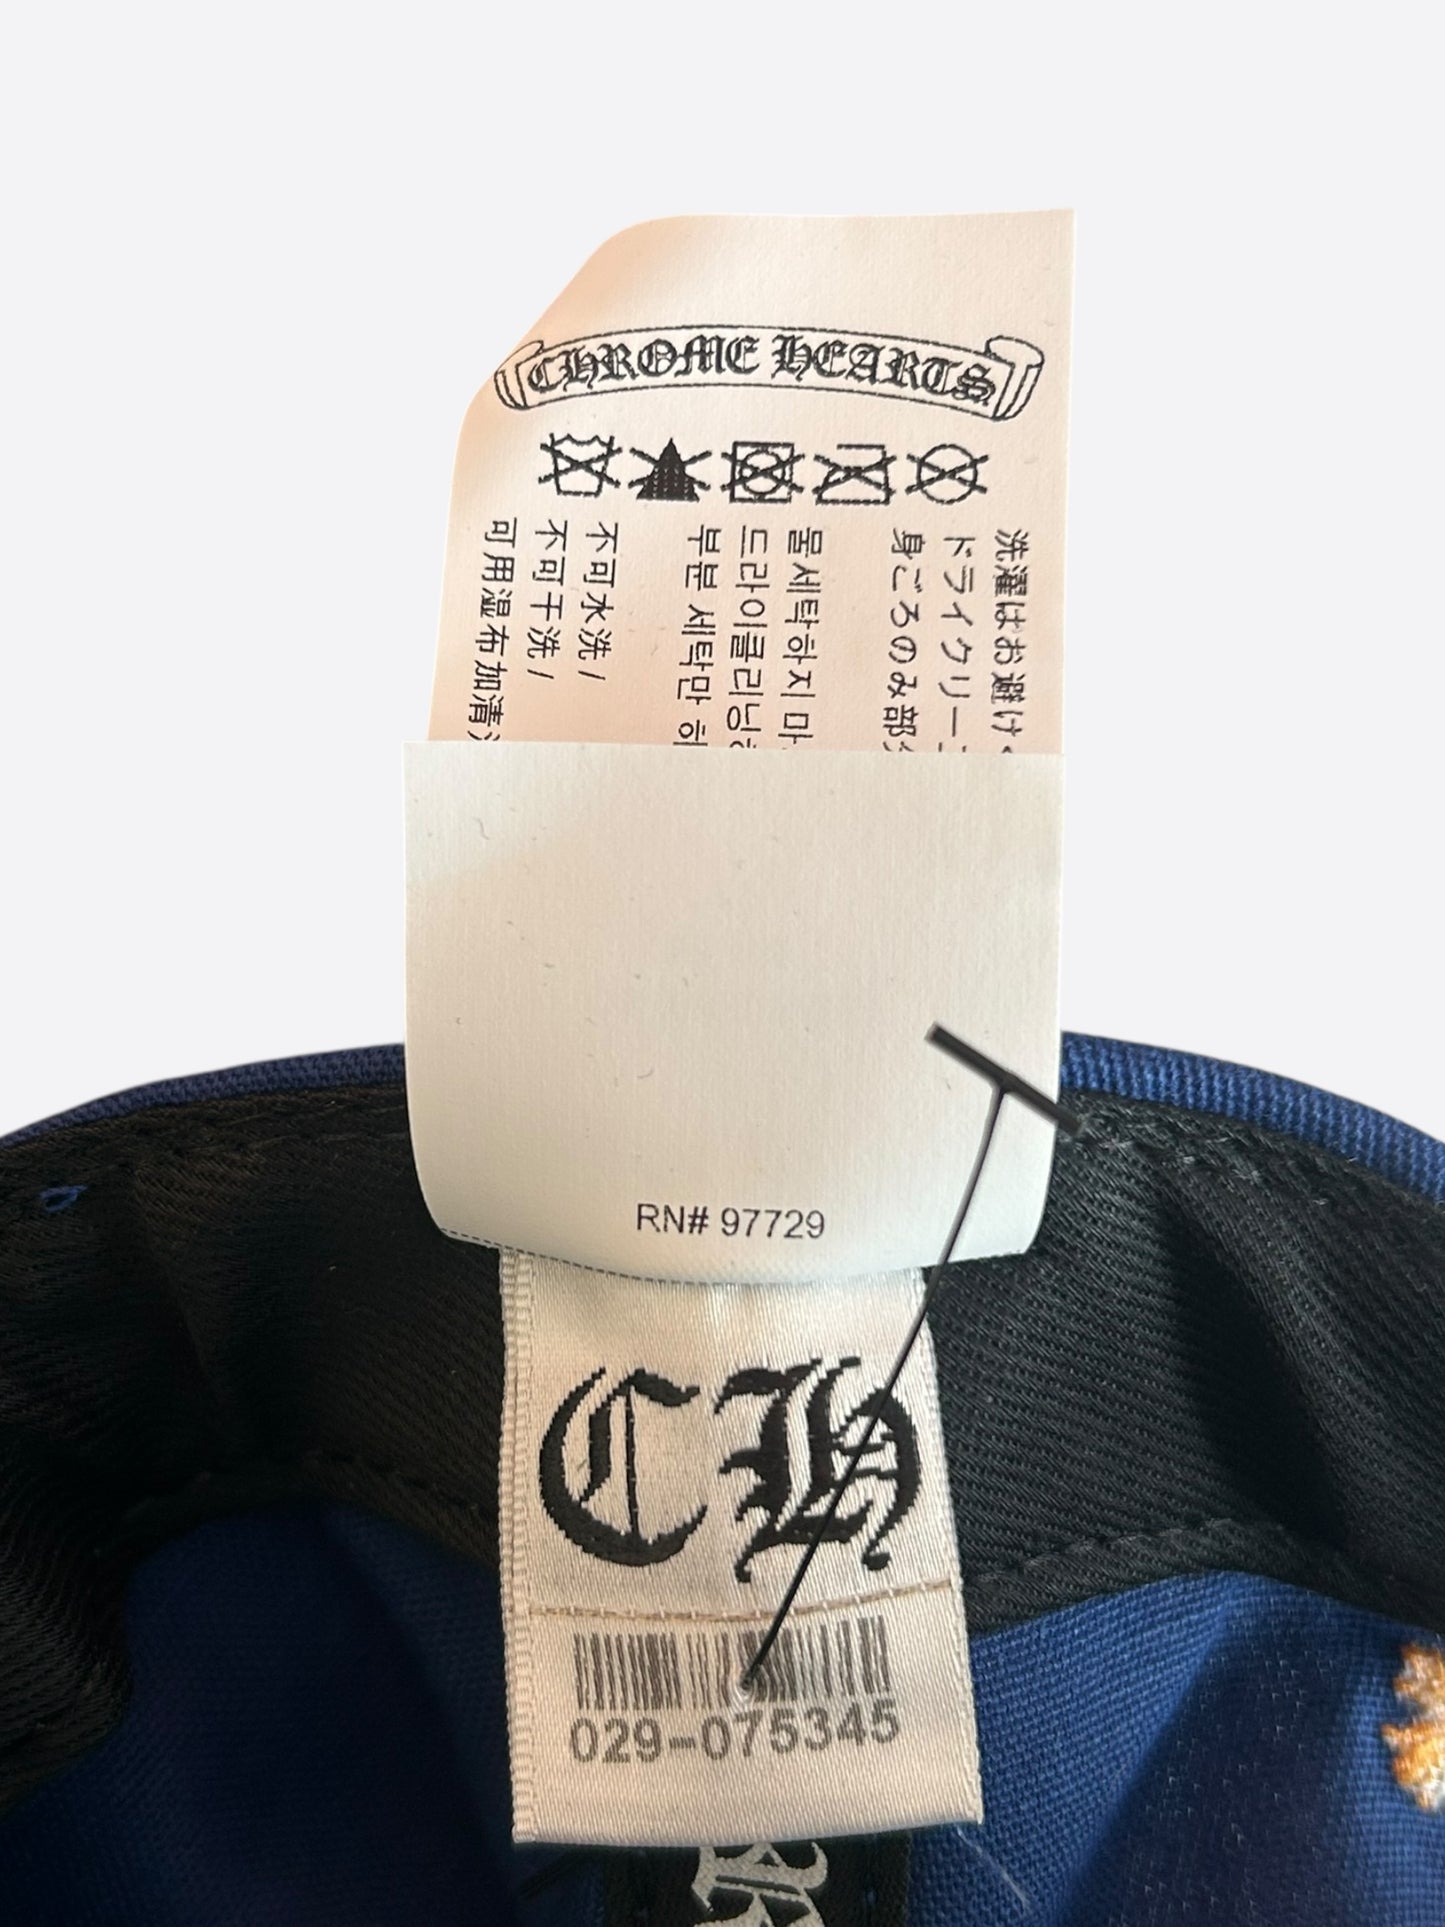 CHROME HEARTS
洗濯はお避け
ドライクリー
身ごろのみ部
물세탁하지 마
드라이클리닝
부분 세탁만 하
不可水洗/
不可干洗/
可用湿布加清
RN# 97729
CH
029-075345